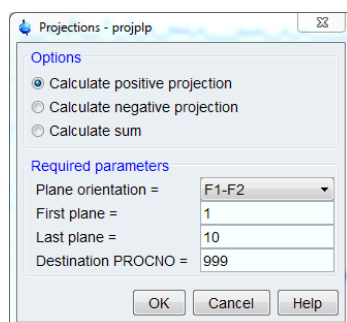 Projections - projplp
Options
Calculate positive projection
Calculate negative projection
Calculate sum
Required parameters
Plane orientation = F1-F2
First plane = 1
Last plane = 10
Destination PROCNO = 999
OK Cancel Help